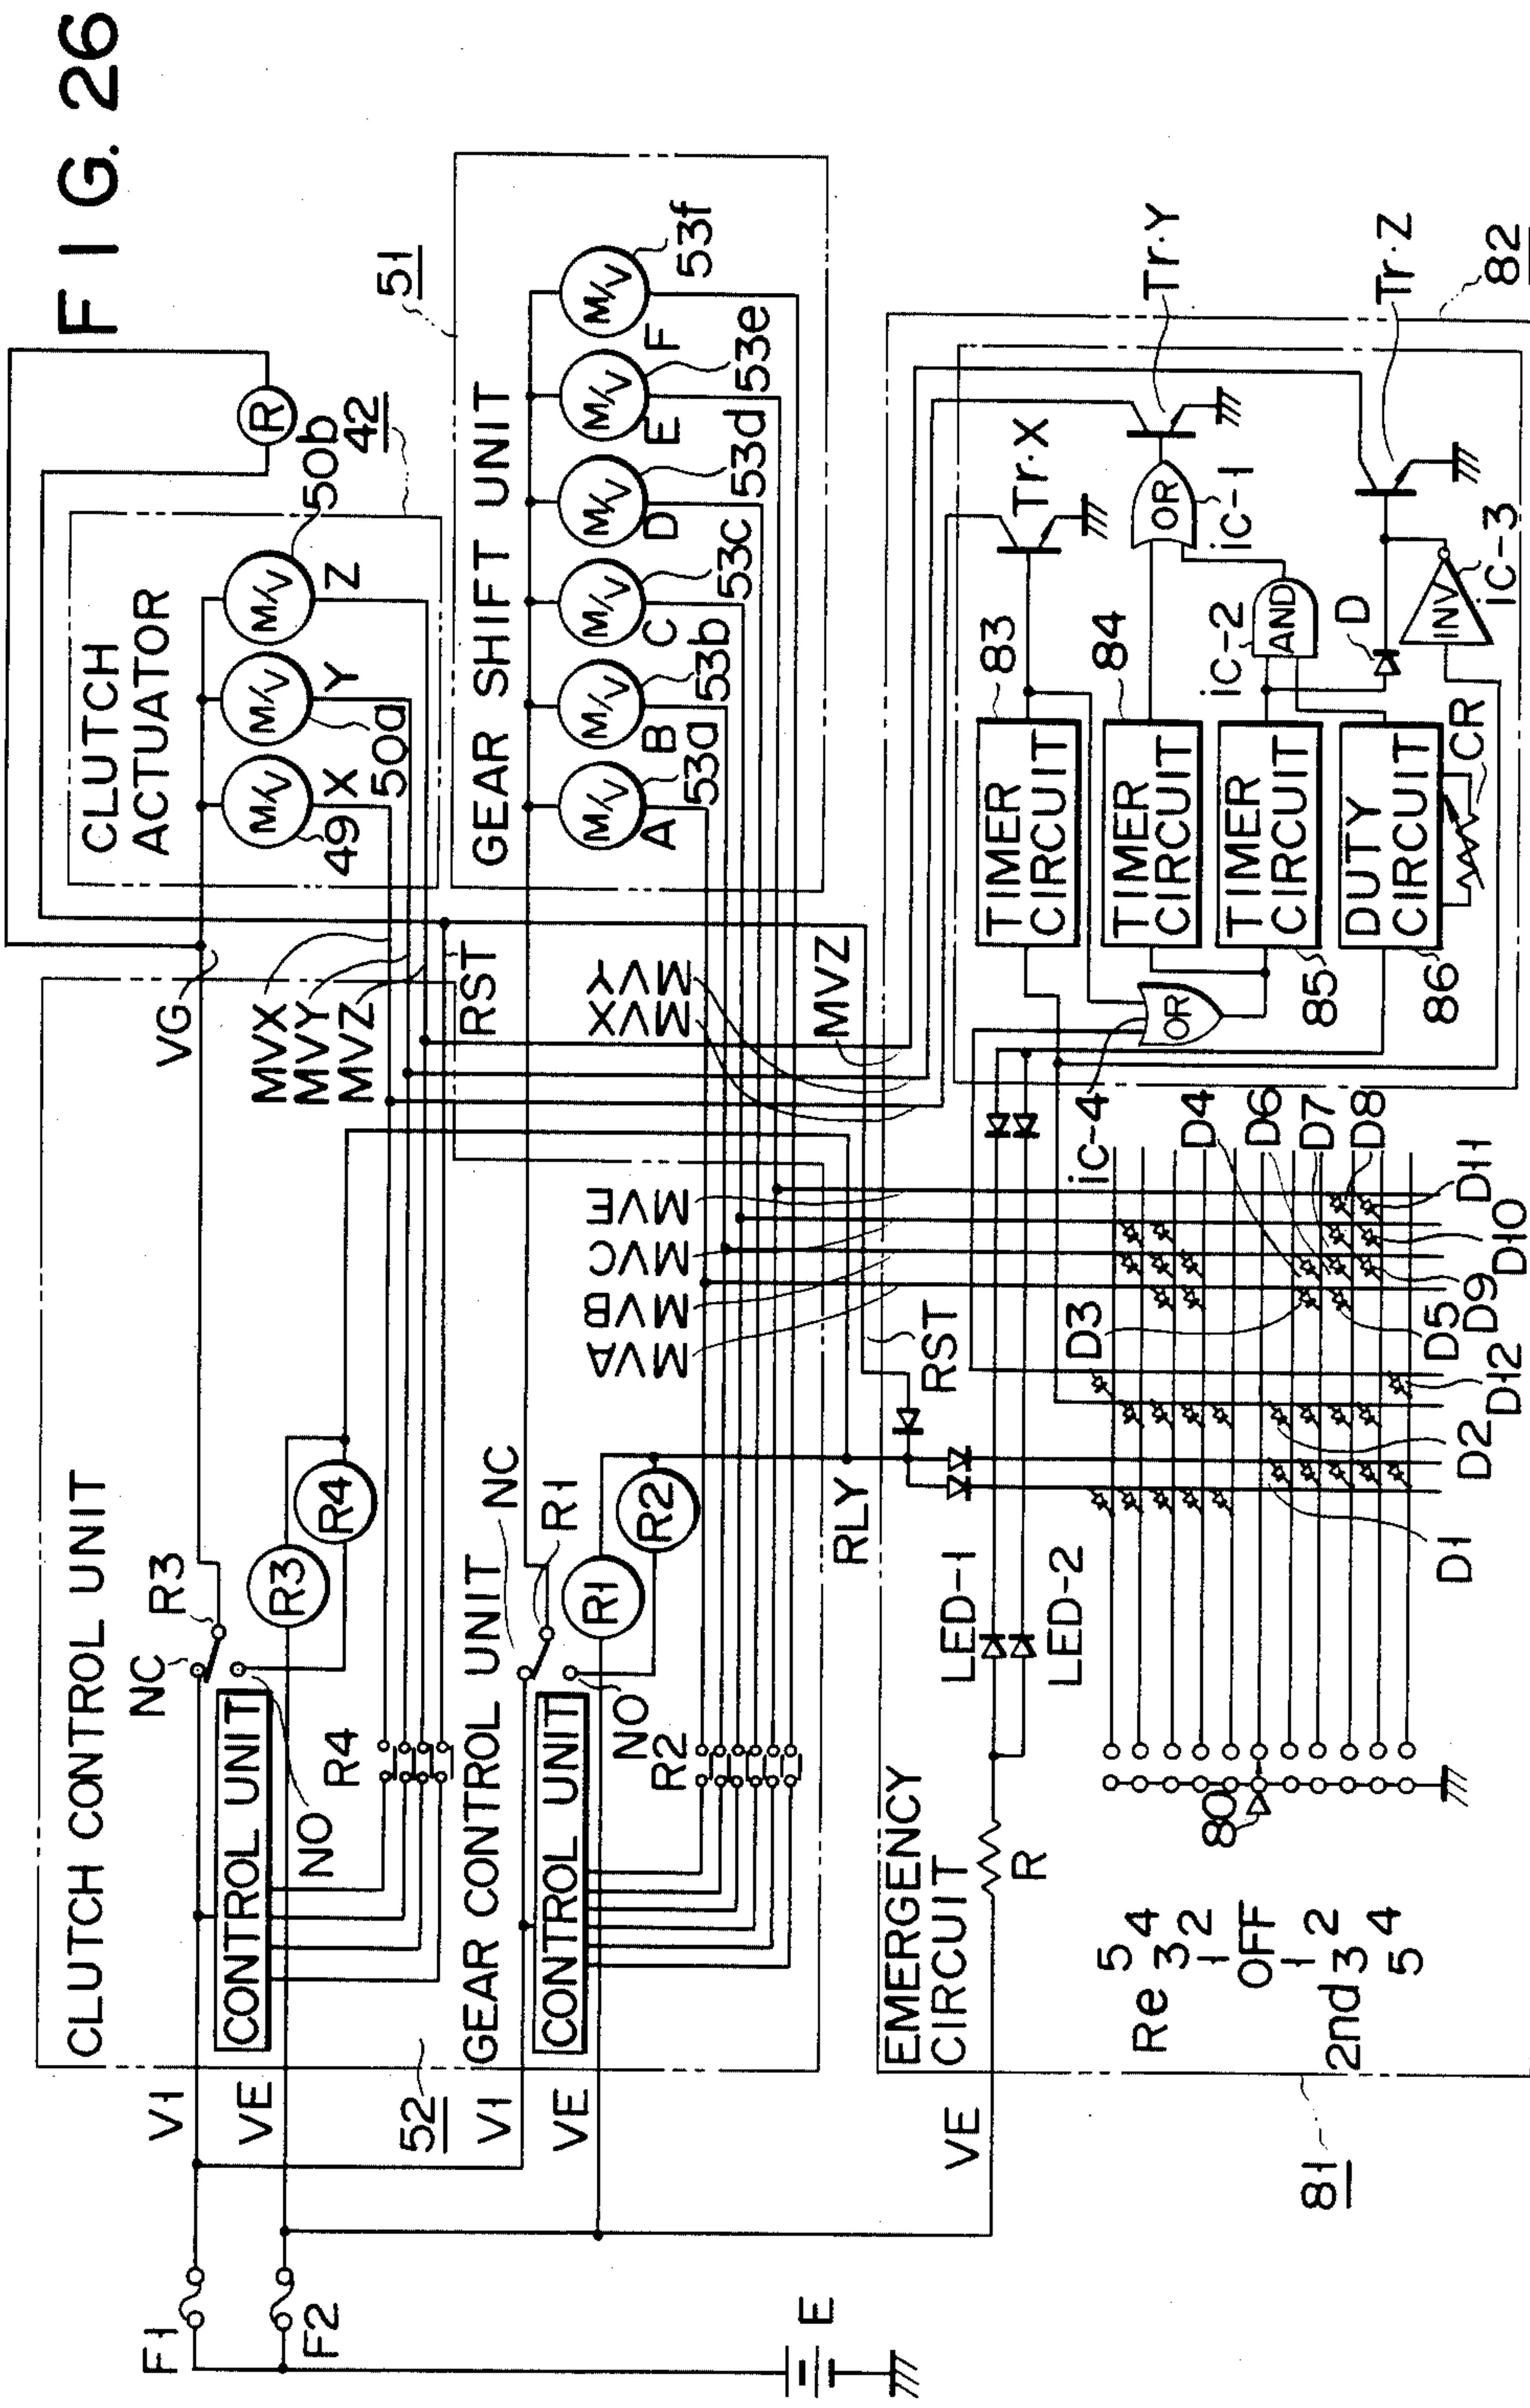 FIG. 26
F1
F2
E
V1
VE
52
V1
VE
VE
81
CLUTCH CONTROL UNIT
NC
R3
CONTROL UNIT
NO
R3
R4
R4
VG
MVX
MVY
MVZ
RST
CLUTCH
ACTUATOR
M/V
M/V
M/V
49
X
50a
Y
50b
Z
42
R
GEAR CONTROL UNIT
NC
R1
CONTROL UNIT
NO
R1
R2
R2
RLY
MVA
MVB
MVC
MVE
MVX
MVY
MVZ
RST
GEAR SHIFT UNIT
51
M/V
M/V
M/V
M/V
M/V
M/V
A
53a
B
53b
C
53c
D
53d
E
53e
F
53f
EMERGENCY
CIRCUIT
R
LED-1
LED-2
5
4
Re 3
2
1
OFF
1
2
2nd 3
4
5
80
D1
D2
D3
D12
D5
D9
D10
D11
D4
D6
D7
D8
iC-4
OR
TIMER
CIRCUIT
83
TIMER
CIRCUIT
84
TIMER
CIRCUIT
85
DUTY
CIRCUIT
86
CR
iC-2
AND
D
INV
iC-3
OR
iC-1
Tr·X
Tr·Y
Tr·Z
82